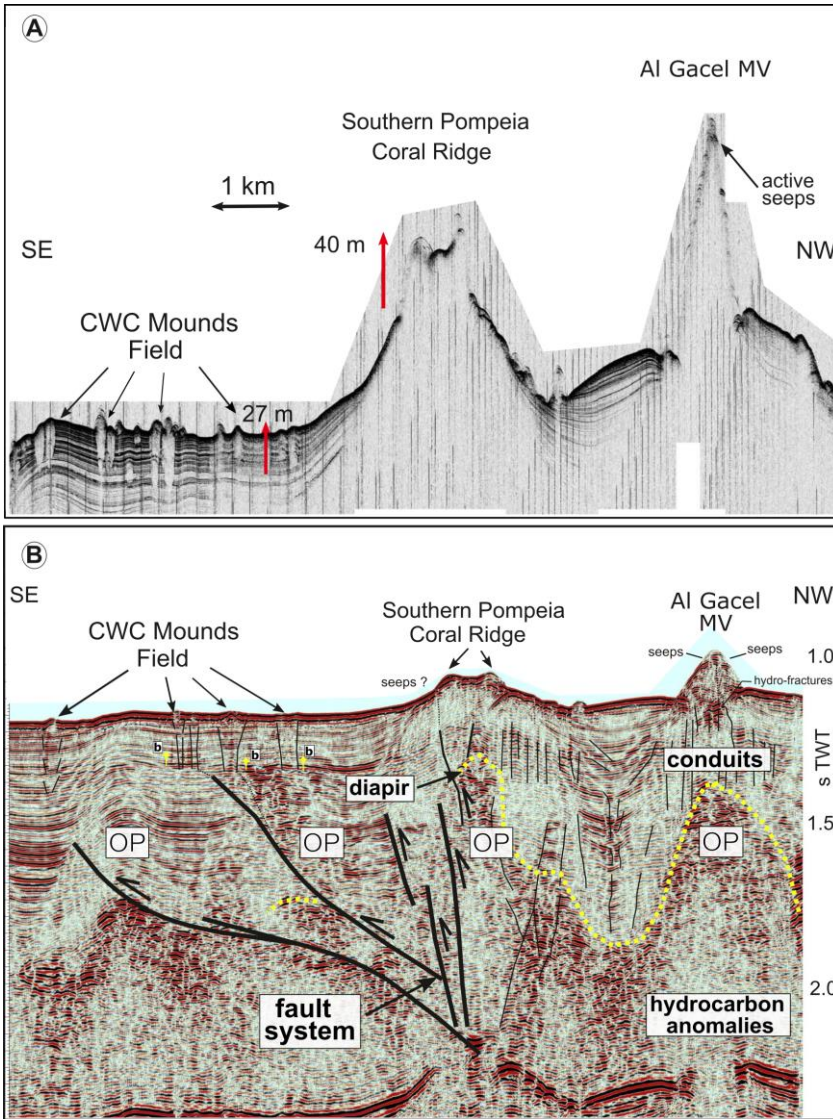 A
Al Gacel MV
Southern Pompeia
Coral Ridge
active
seeps
1 km
40 m
SE
NW
CWC Mounds
Field
27 m
B
SE
NW
Southern Pompeia
Coral Ridge
Al Gacel
MV
CWC Mounds
Field
1.0
seeps
seeps
seeps ?
hydro-fractures
b
b
b
conduits
s TWT
diapir
1.5
OP
OP
OP
OP
2.0
fault
system
hydrocarbon
anomalies